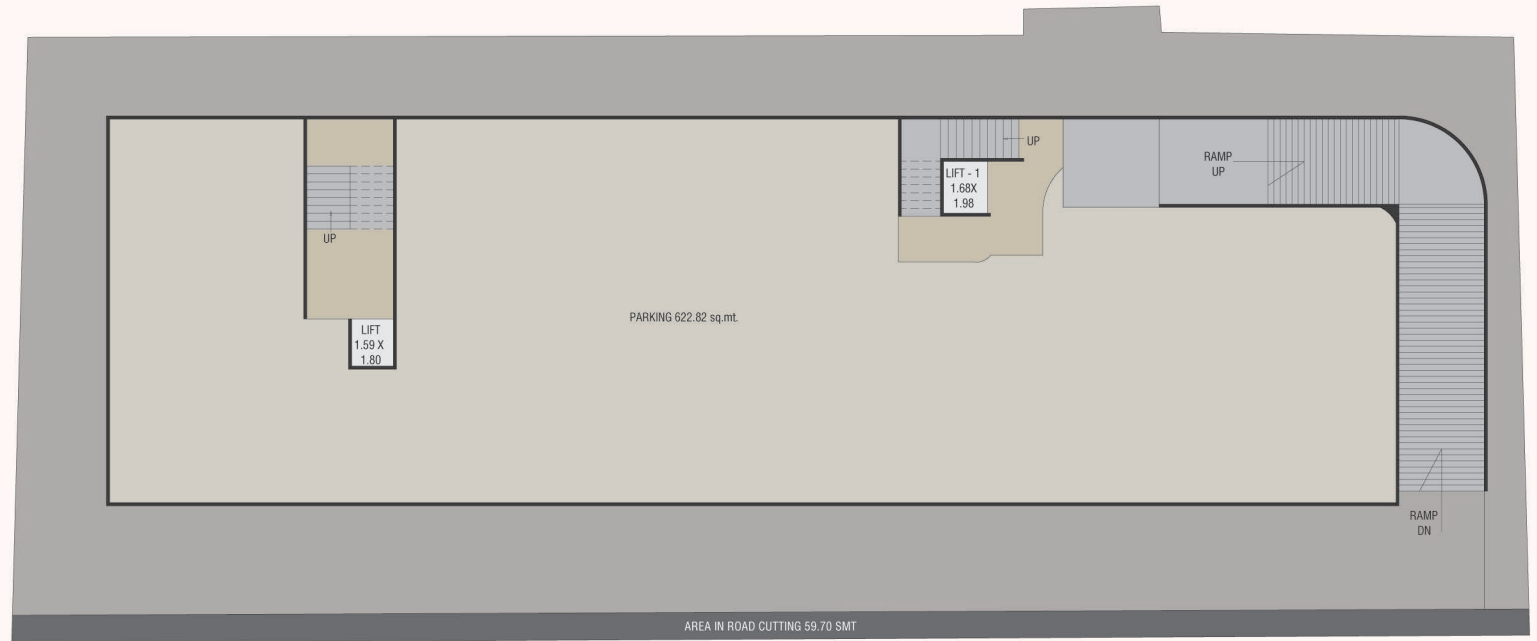 UP
LIFT - 1
1.68X
1.98
RAMP
UP
UP
PARKING 622.82 sq.mt.
LIFT
1.59 X
1.80
RAMP
DN
AREA IN ROAD CUTTING 59.70 SMT